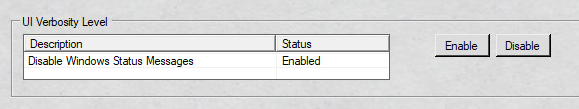 UI Verbosity Level
Description Status Enable Disable
Disable Windows Status Messages Enabled